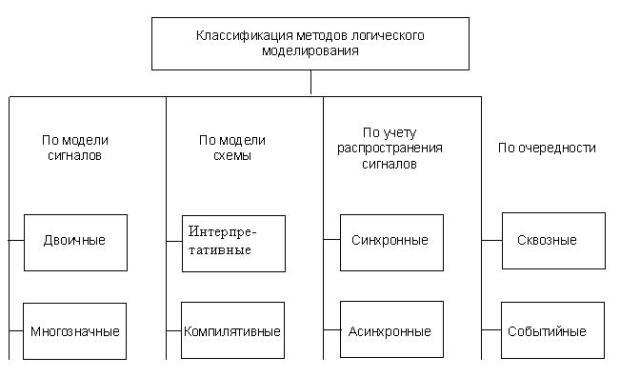 Классификация методов логического
моделирования
По модели
сигналов
По модели
схемы
По учету
распространения
сигналов
По очередности
Двоичные
Интерпре-
тативные
Синхронные
Сквозные
Многозначные
Компилятивные
Асинхронные
Событийные